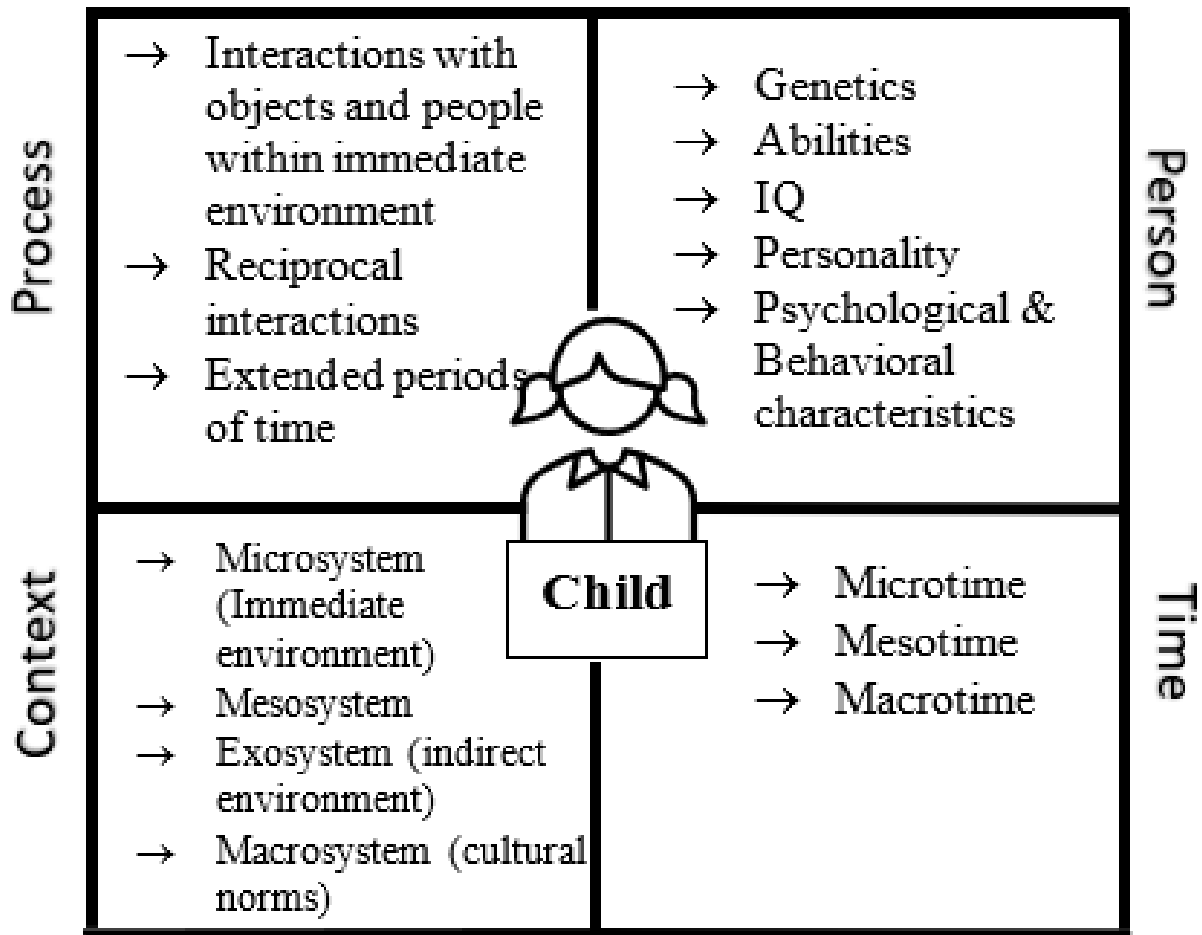 Process
→ Interactions with
objects and people
within immediate
environment
→ Reciprocal
interactions
→ Extended periods
of time
Person
→ Genetics
→ Abilities
→ IQ
→ Personality
→ Psychological &
Behavioral
characteristics
Child
Context
→ Microsystem
(Immediate
environment)
→ Mesosystem
→ Exosystem (indirect
environment)
→ Macrosystem (cultural
norms)
Time
→ Microtime
→ Mesotime
→ Macrotime